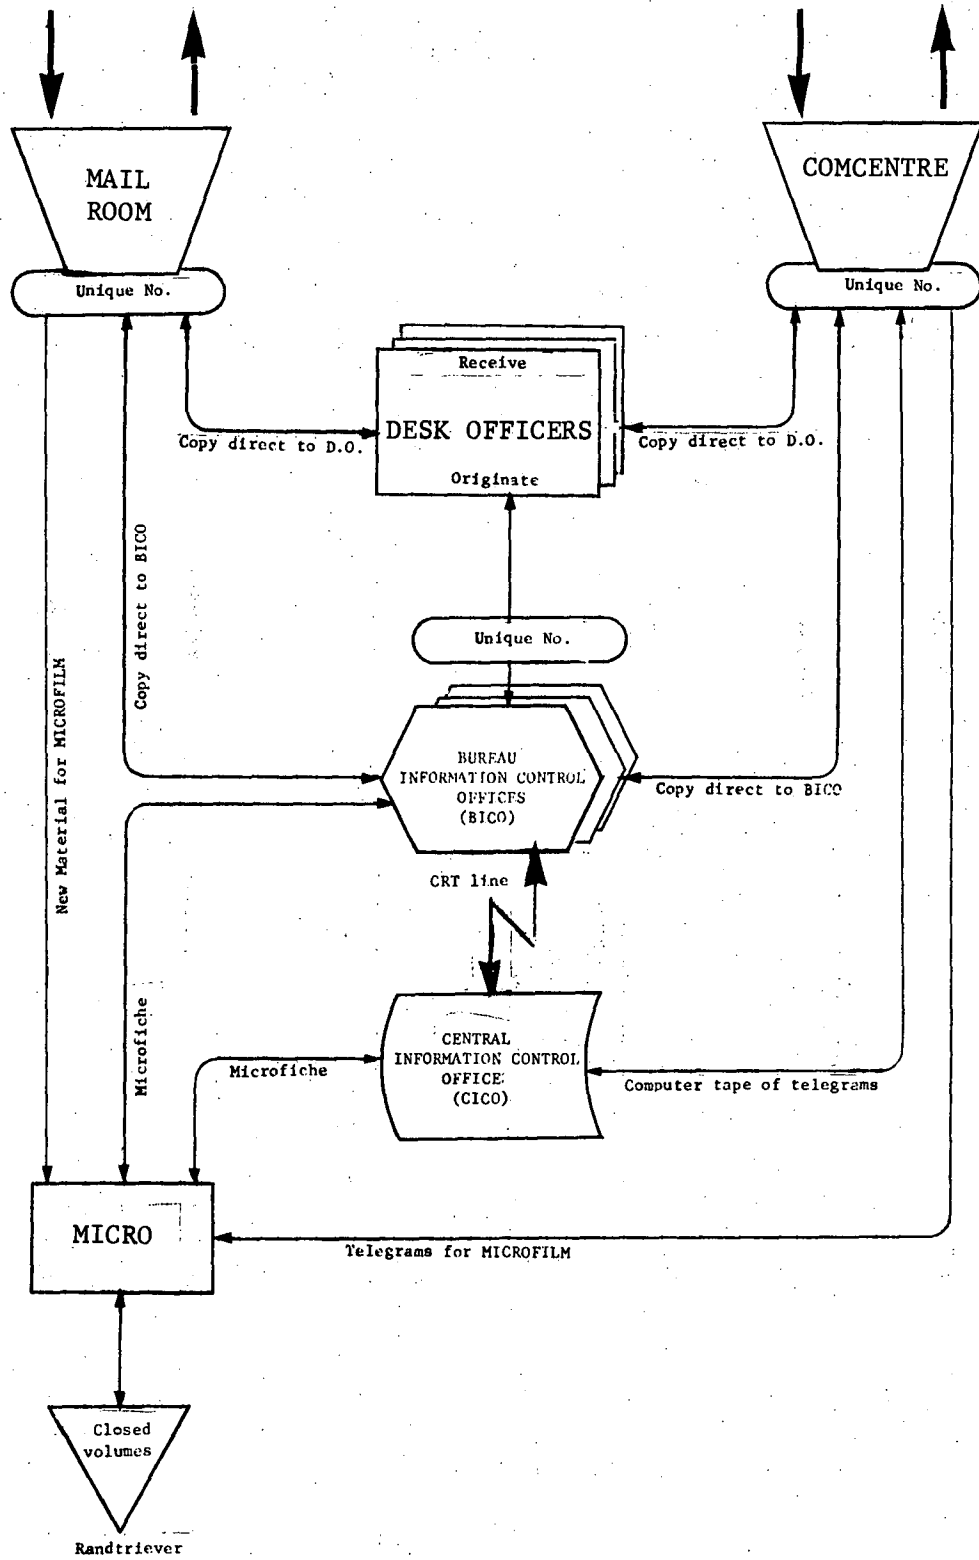 MAIL
ROOM
COMCENTRE
Unique No.
Unique No.
Receive
DESK OFFICERS
Originate
Copy direct to D.O.
Copy direct to D.O.
Copy direct to BICO
New Material for MICROFILM
Unique No.
BUREAU
INFORMATION CONTROL
OFFICES
(BICO)
Copy direct to BICO
CRT line
Microfiche
CENTRAL
INFORMATION CONTROL
OFFICE
(CICO)
Microfiche
Computer tape of telegrams
MICRO
Telegrams for MICROFILM
Closed
volumes
Randtriever